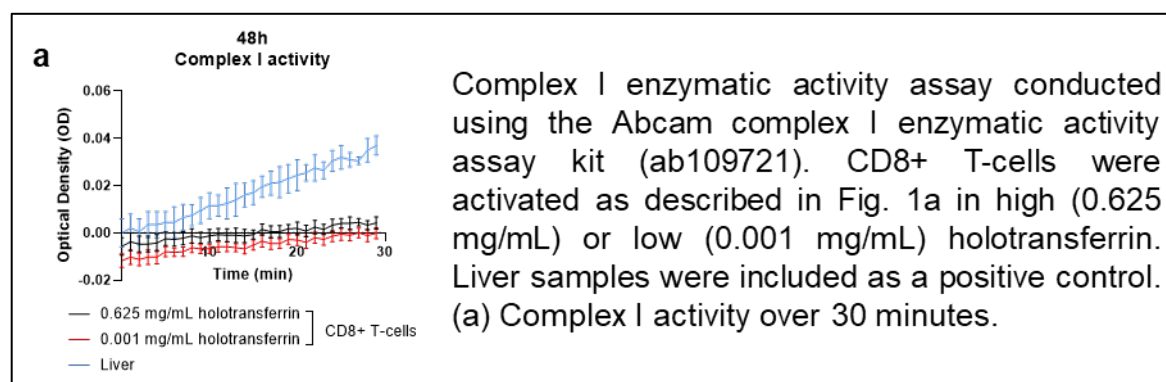 a
48h
Complex I activity
0.06
0.04
0.02
0.00
-0.02
10
20
30
Optical Density (OD)
Time (min)
0.625 mg/mL holotransferrin
0.001 mg/mL holotransferrin
CD8+ T-cells
Liver
Complex I enzymatic activity assay conducted
using the Abcam complex I enzymatic activity
assay kit (ab109721). CD8+ T-cells were
activated as described in Fig. 1a in high (0.625
mg/mL) or low (0.001 mg/mL) holotransferrin.
Liver samples were included as a positive control.
(a) Complex I activity over 30 minutes.